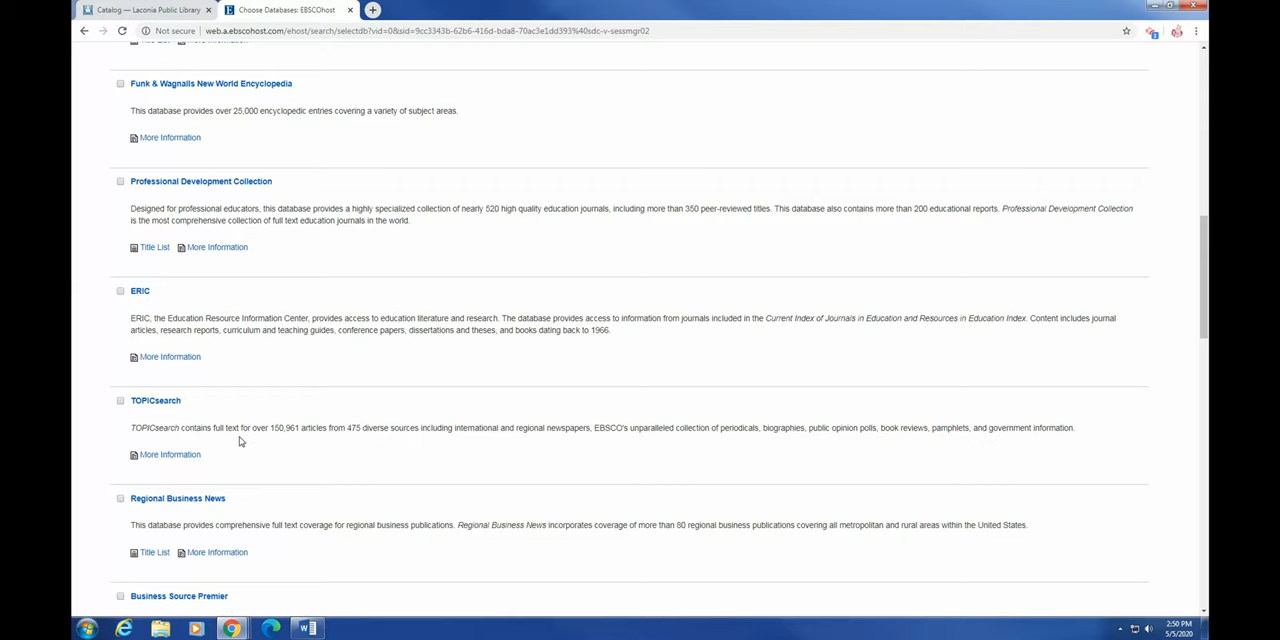 Catalog — Laconia Public Library
Choose Databases: EBSCOhost
Not secure
web.a.ebscohost.com/ehost/search/selectdb?vid=0&sid=9cc3343b-62b6-416d-bda8-70ac3e1dd393%40sdc-v-sessmgr02
Funk & Wagnalls New World Encyclopedia
This database provides over 25,000 encyclopedic entries covering a variety of subject areas.
More Information
Professional Development Collection
Designed for professional educators, this database provides a highly specialized collection of nearly 520 high quality education journals, including more than 350 peer-reviewed titles. This database also contains more than 200 educational reports. Professional Development Collection
is the most comprehensive collection of full text education journals in the world.
Title List More Information
ERIC
ERIC, the Education Resource Information Center, provides access to education literature and research. The database provides access to information from journals included in the Current Index of Journals in Education and Resources in Education Index. Content includes journal
articles, research reports, curriculum and teaching guides, conference papers, dissertations and theses, and books dating back to 1966.
More Information
TOPICsearch
TOPICsearch contains full text for over 150,961 articles from 475 diverse sources including international and regional newspapers, EBSCO's unparalleled collection of periodicals, biographies, public opinion polls, book reviews, pamphlets, and government information.
More Information
Regional Business News
This database provides comprehensive full text coverage for regional business publications. Regional Business News incorporates coverage of more than 80 regional business publications covering all metropolitan and rural areas within the United States.
Title List More Information
Business Source Premier
2:50 PM
5/5/2020